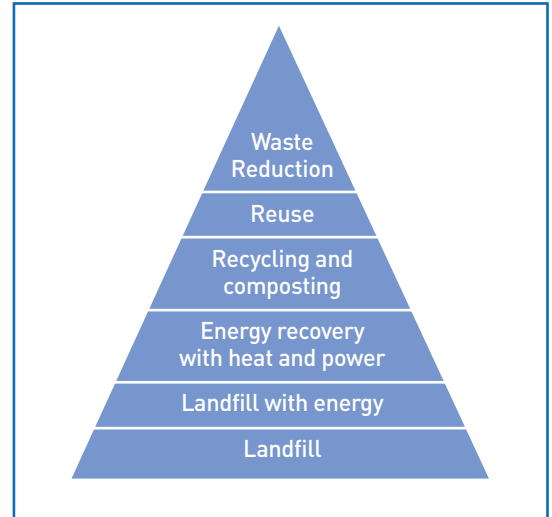 Waste
Reduction
Reuse
Recycling and
composting
Energy recovery
with heat and power
Landfill with energy
Landfill